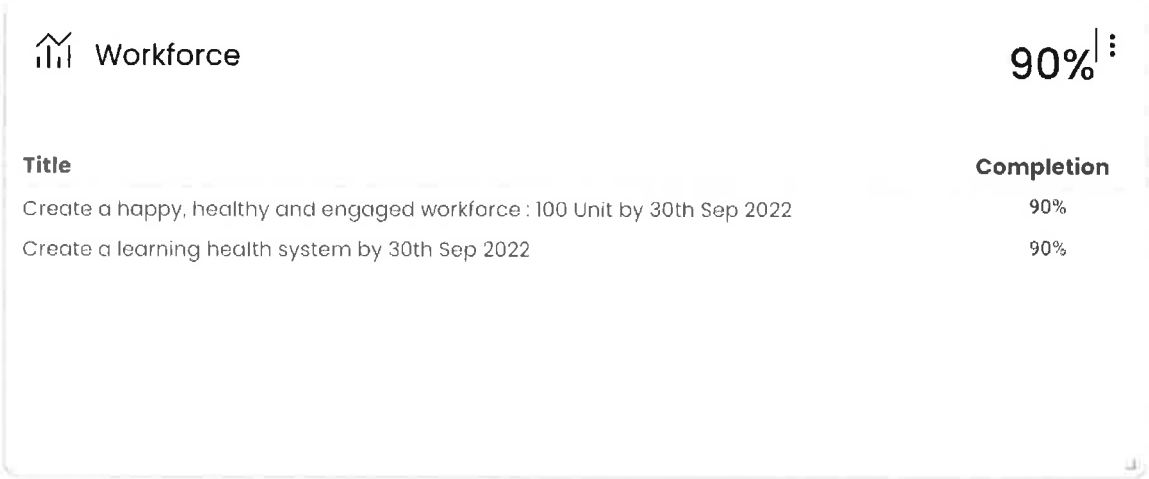 Workforce
90%
Title Completion
Create a happy, healthy and engaged workforce : 100 Unit by 30th Sep 2022 90%
Create a learning health system by 30th Sep 2022 90%